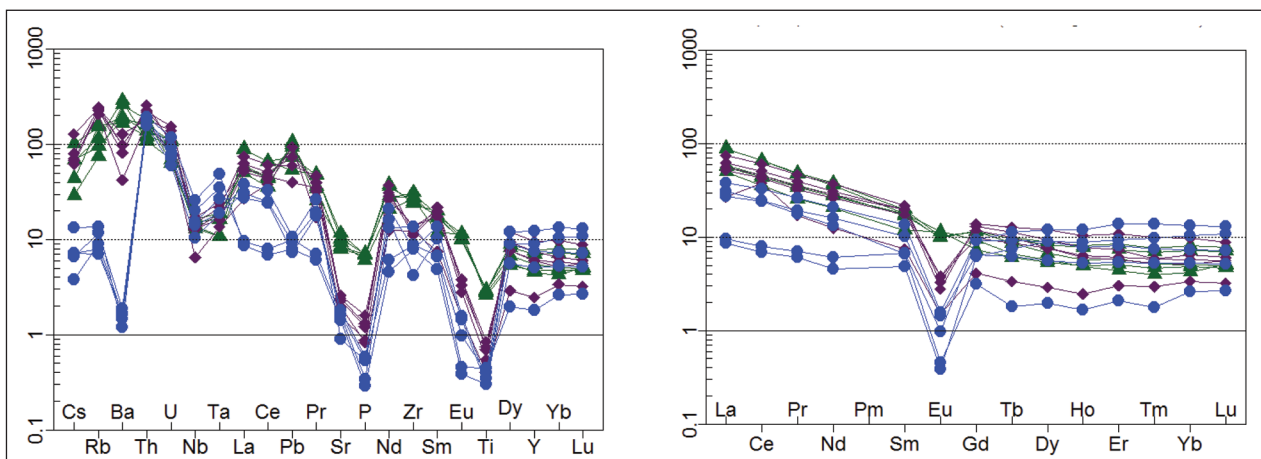 1000
100
10
1
0.1
Cs Ba U Ta Ce Pr P Zr Eu Dy Yb
Rb Th Nb La Pb Sr Nd Sm Ti Y Lu
1000
100
10
1
0.1
La Pr Pm Eu Tb Ho Tm Lu
Ce Nd Sm Gd Dy Er Yb